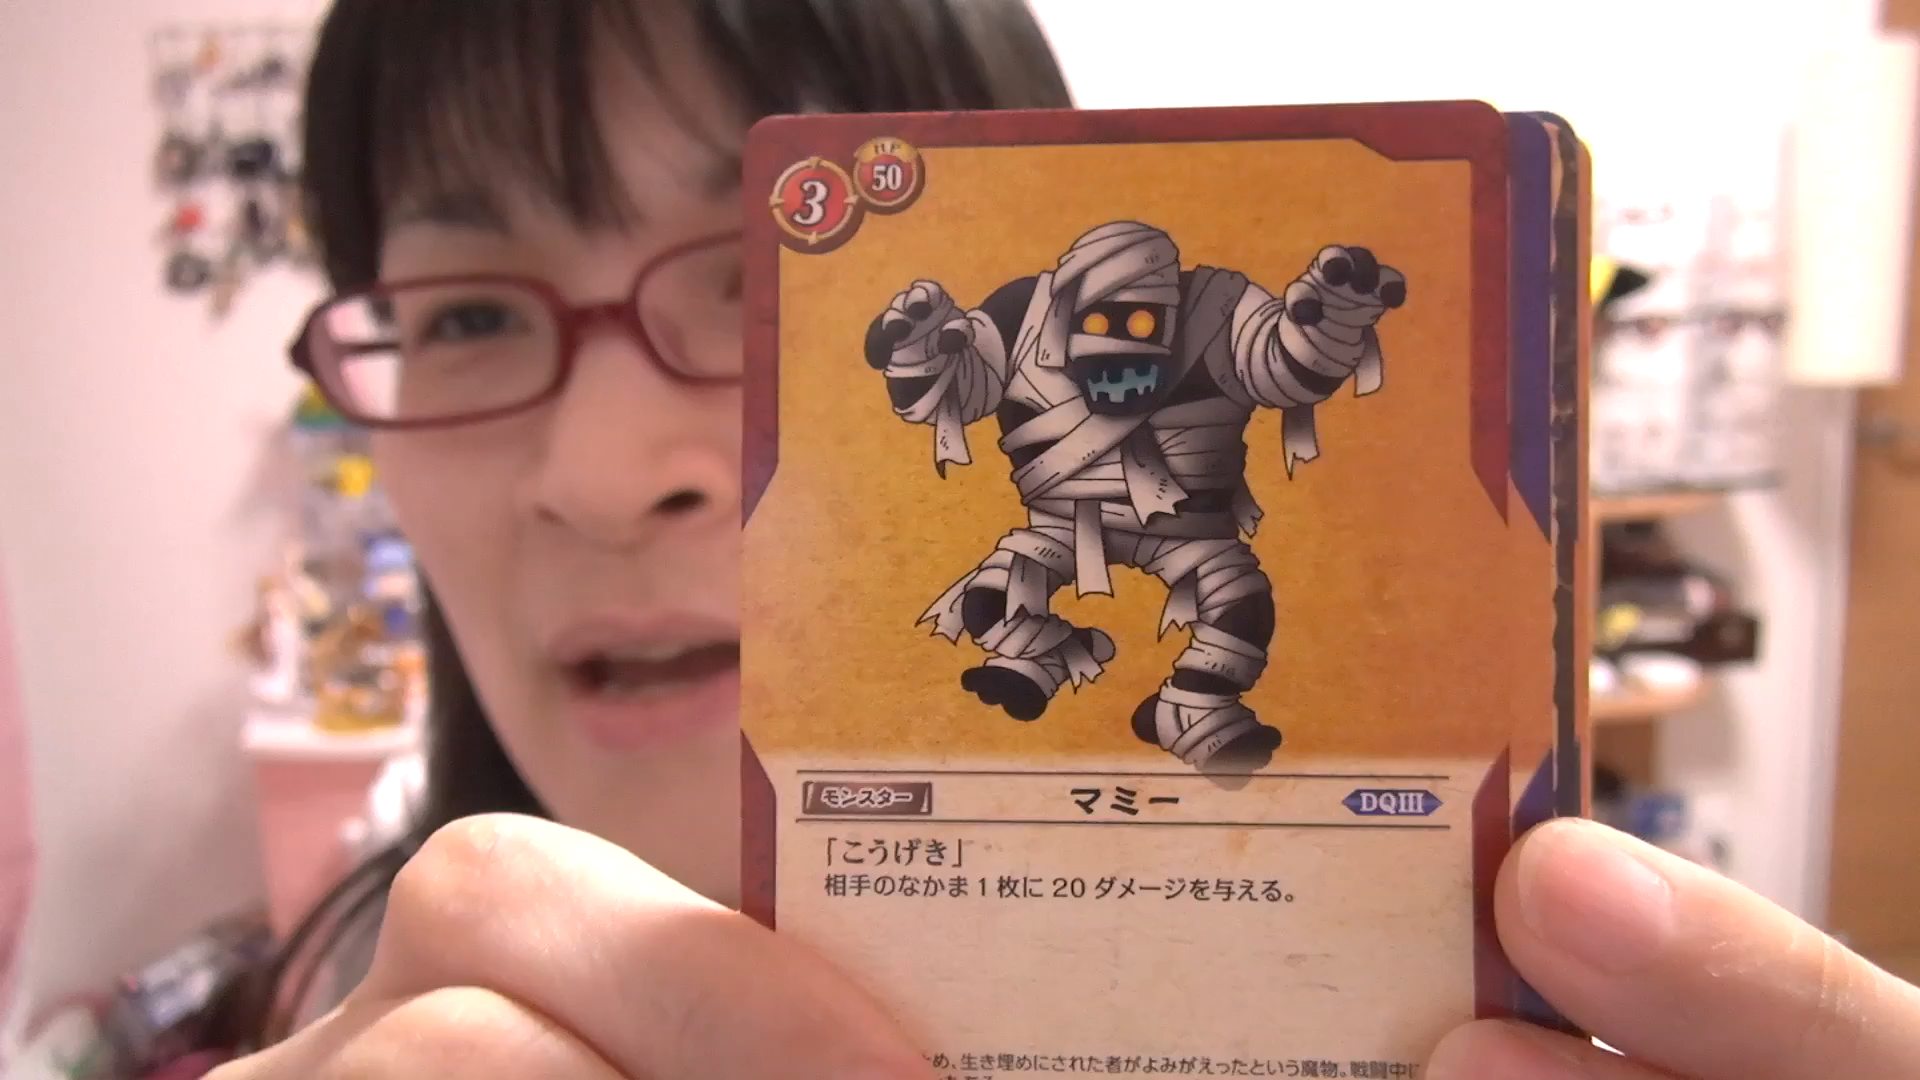 3
HP
50
モンスター
マミー
DQIII
「こうげき」
相手のなかま1枚に20ダメージを与える。
め、生き埋めにされた者がよみがえったという魔物。戦闘中に